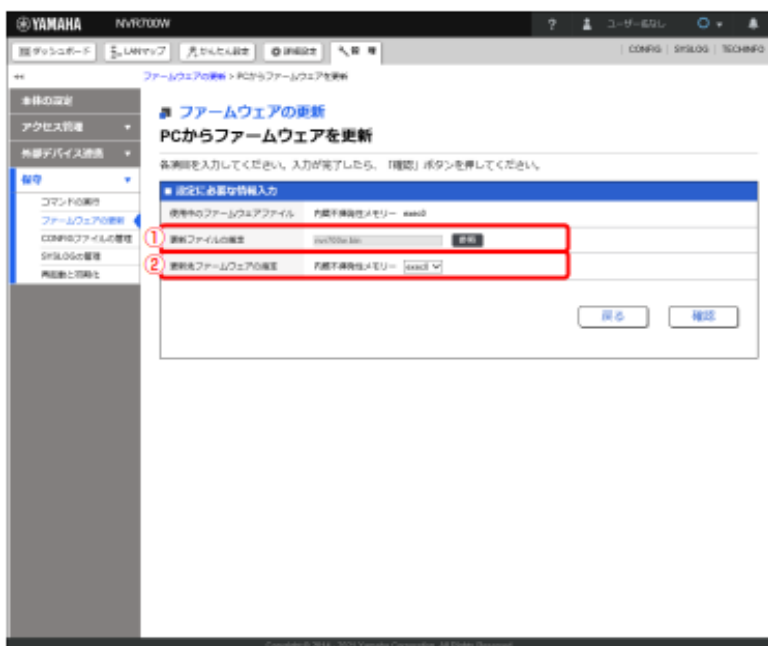 YAMAHA NVR700W ? ユーザー名なし
ダッシュボード LANマップ かんたん設定 詳細設定 管理 CONFIG | SYSLOG | TECHINFO
ファームウェアの更新 > PCからファームウェアを更新
本体の設定
アクセス管理
外部デバイス連携
保守
コマンドの実行
ファームウェアの更新
CONFIGファイルの管理
SYSLOGの管理
再起動と初期化
ファームウェアの更新
PCからファームウェアを更新
各項目を入力してください。入力が完了したら、「確認」ボタンを押してください。
■ 設定に必要な情報入力
使用中のファームウェアファイル 内蔵不揮発性メモリー exec0
① 更新ファイルの指定 nvr700w.bin 参照
② 更新先ファームウェアの指定 内蔵不揮発性メモリー exec0
戻る 確認
Yamaha Corporation. All Rights Reserved.